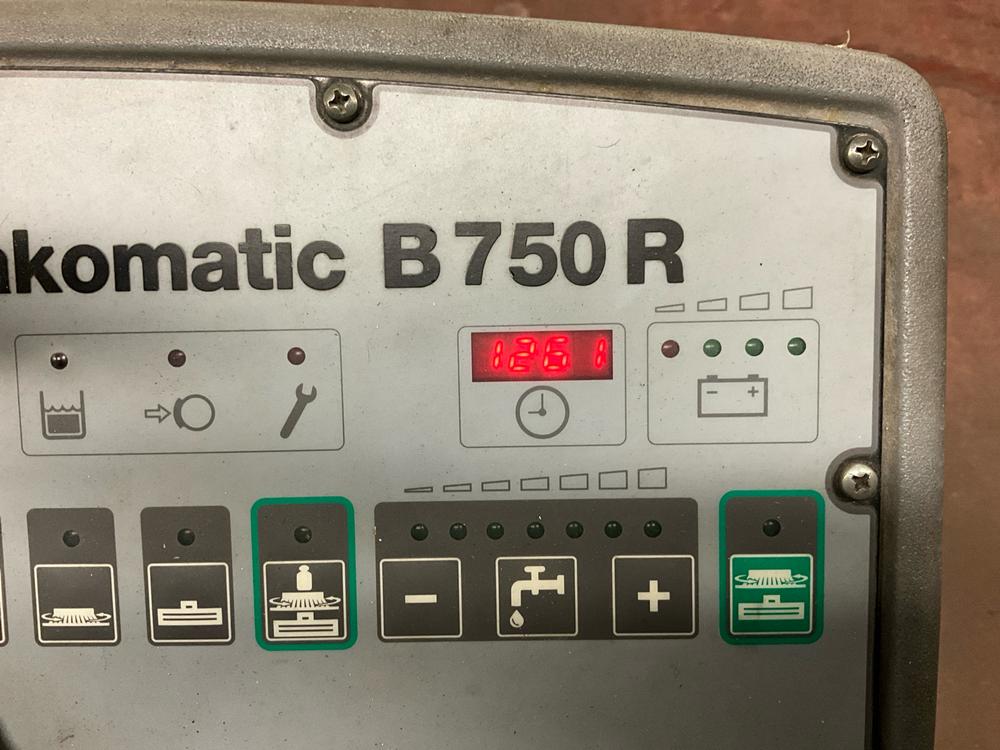 akomatic B 750 R
1261
- +
- +